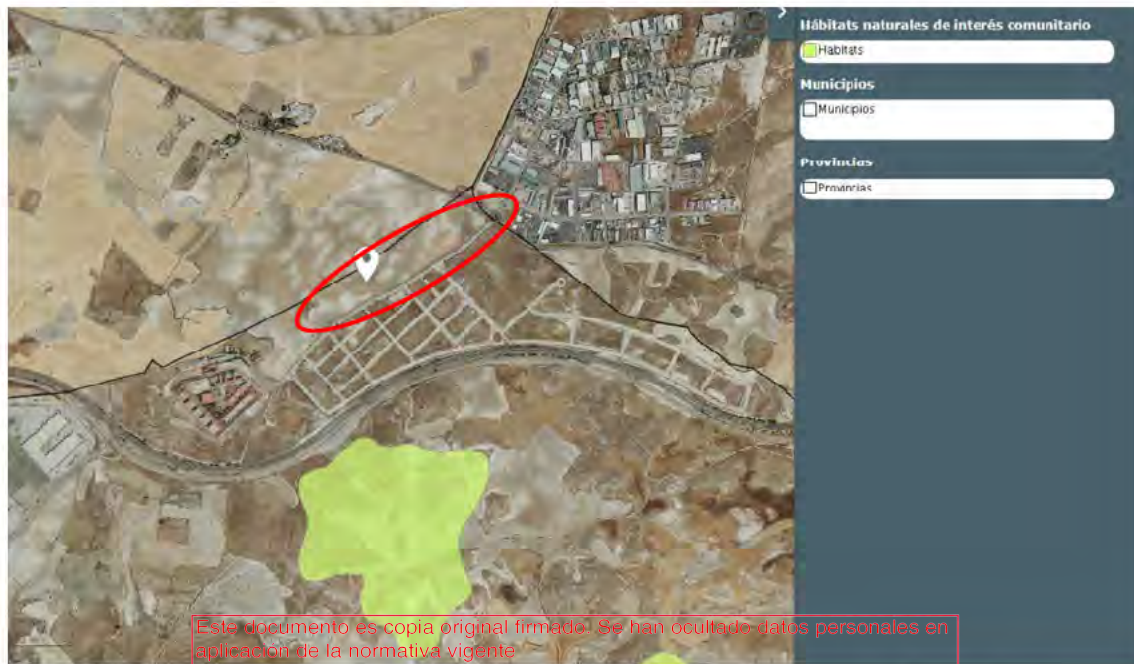 Hábitats naturales de interés comunitario
Habitats
Municipios
Municipios
Provincias
Provincias
Este documento es copia original firmado. Se han ocultado datos personales en
aplicación de la normativa vigente